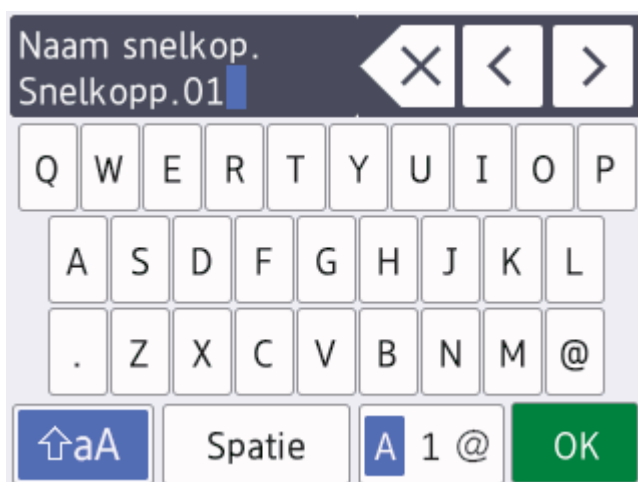 Naam snelkop.
Snelkopp.01
Q W E R T Y U I O P
A S D F G H J K L
. Z X C V B N M @
aA Spatie A 1 @ OK